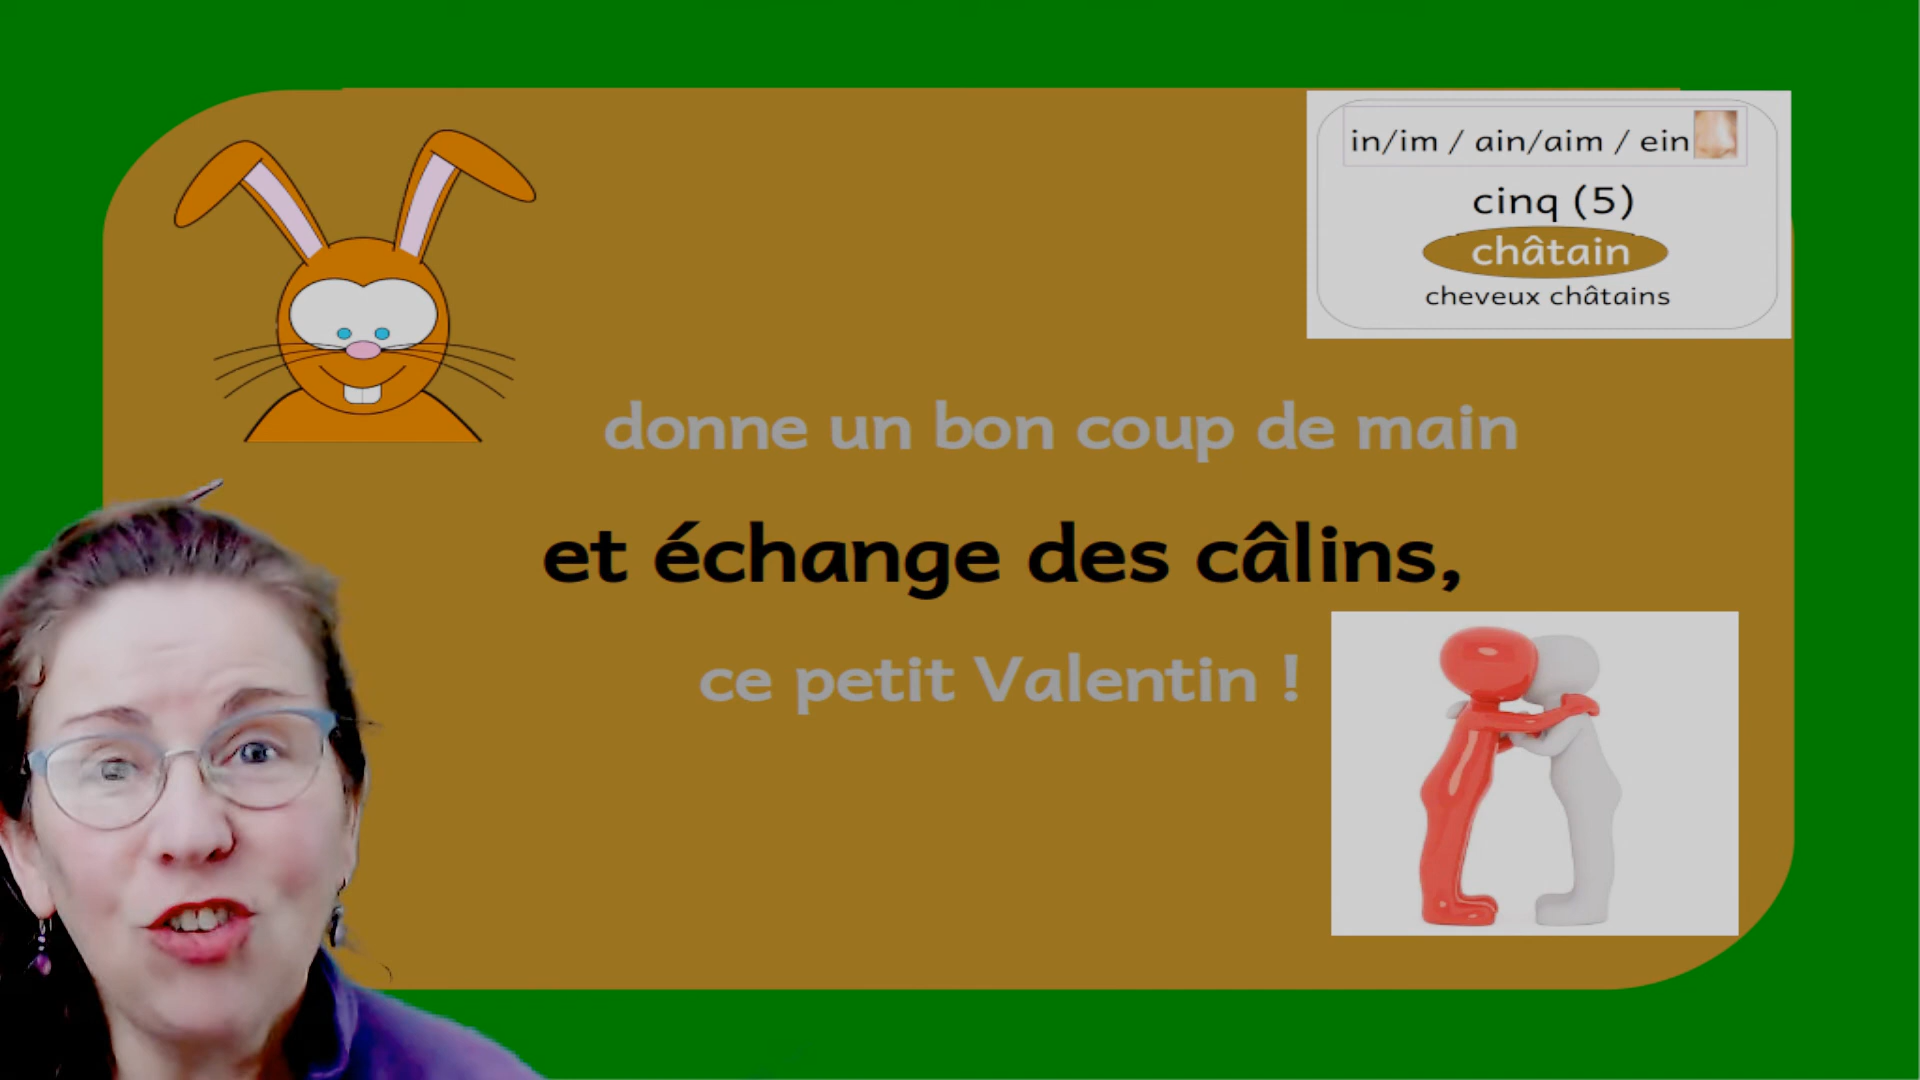 in/im / ain/aim / ein
cinq (5)
châtain
cheveux châtains
donne un bon coup de main
et échange des câlins,
ce petit Valentin !